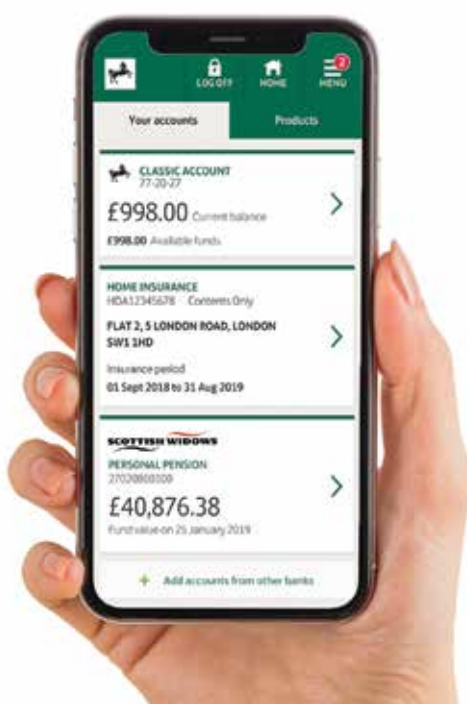 2
LOG OFF HOME MENU
Your accounts Products
CLASSIC ACCOUNT
77-20-27
£998.00 Current balance
£998.00 Available funds
HOME INSURANCE
HDA12345678 Contents Only
FLAT 2, 5 LONDON ROAD, LONDON
SW1 1HD
Insurance period
01 Sept 2018 to 31 Aug 2019
SCOTTISH WIDOWS
PERSONAL PENSION
£40,876.38
Fund value on 25 January 2019
+ Add accounts from other banks